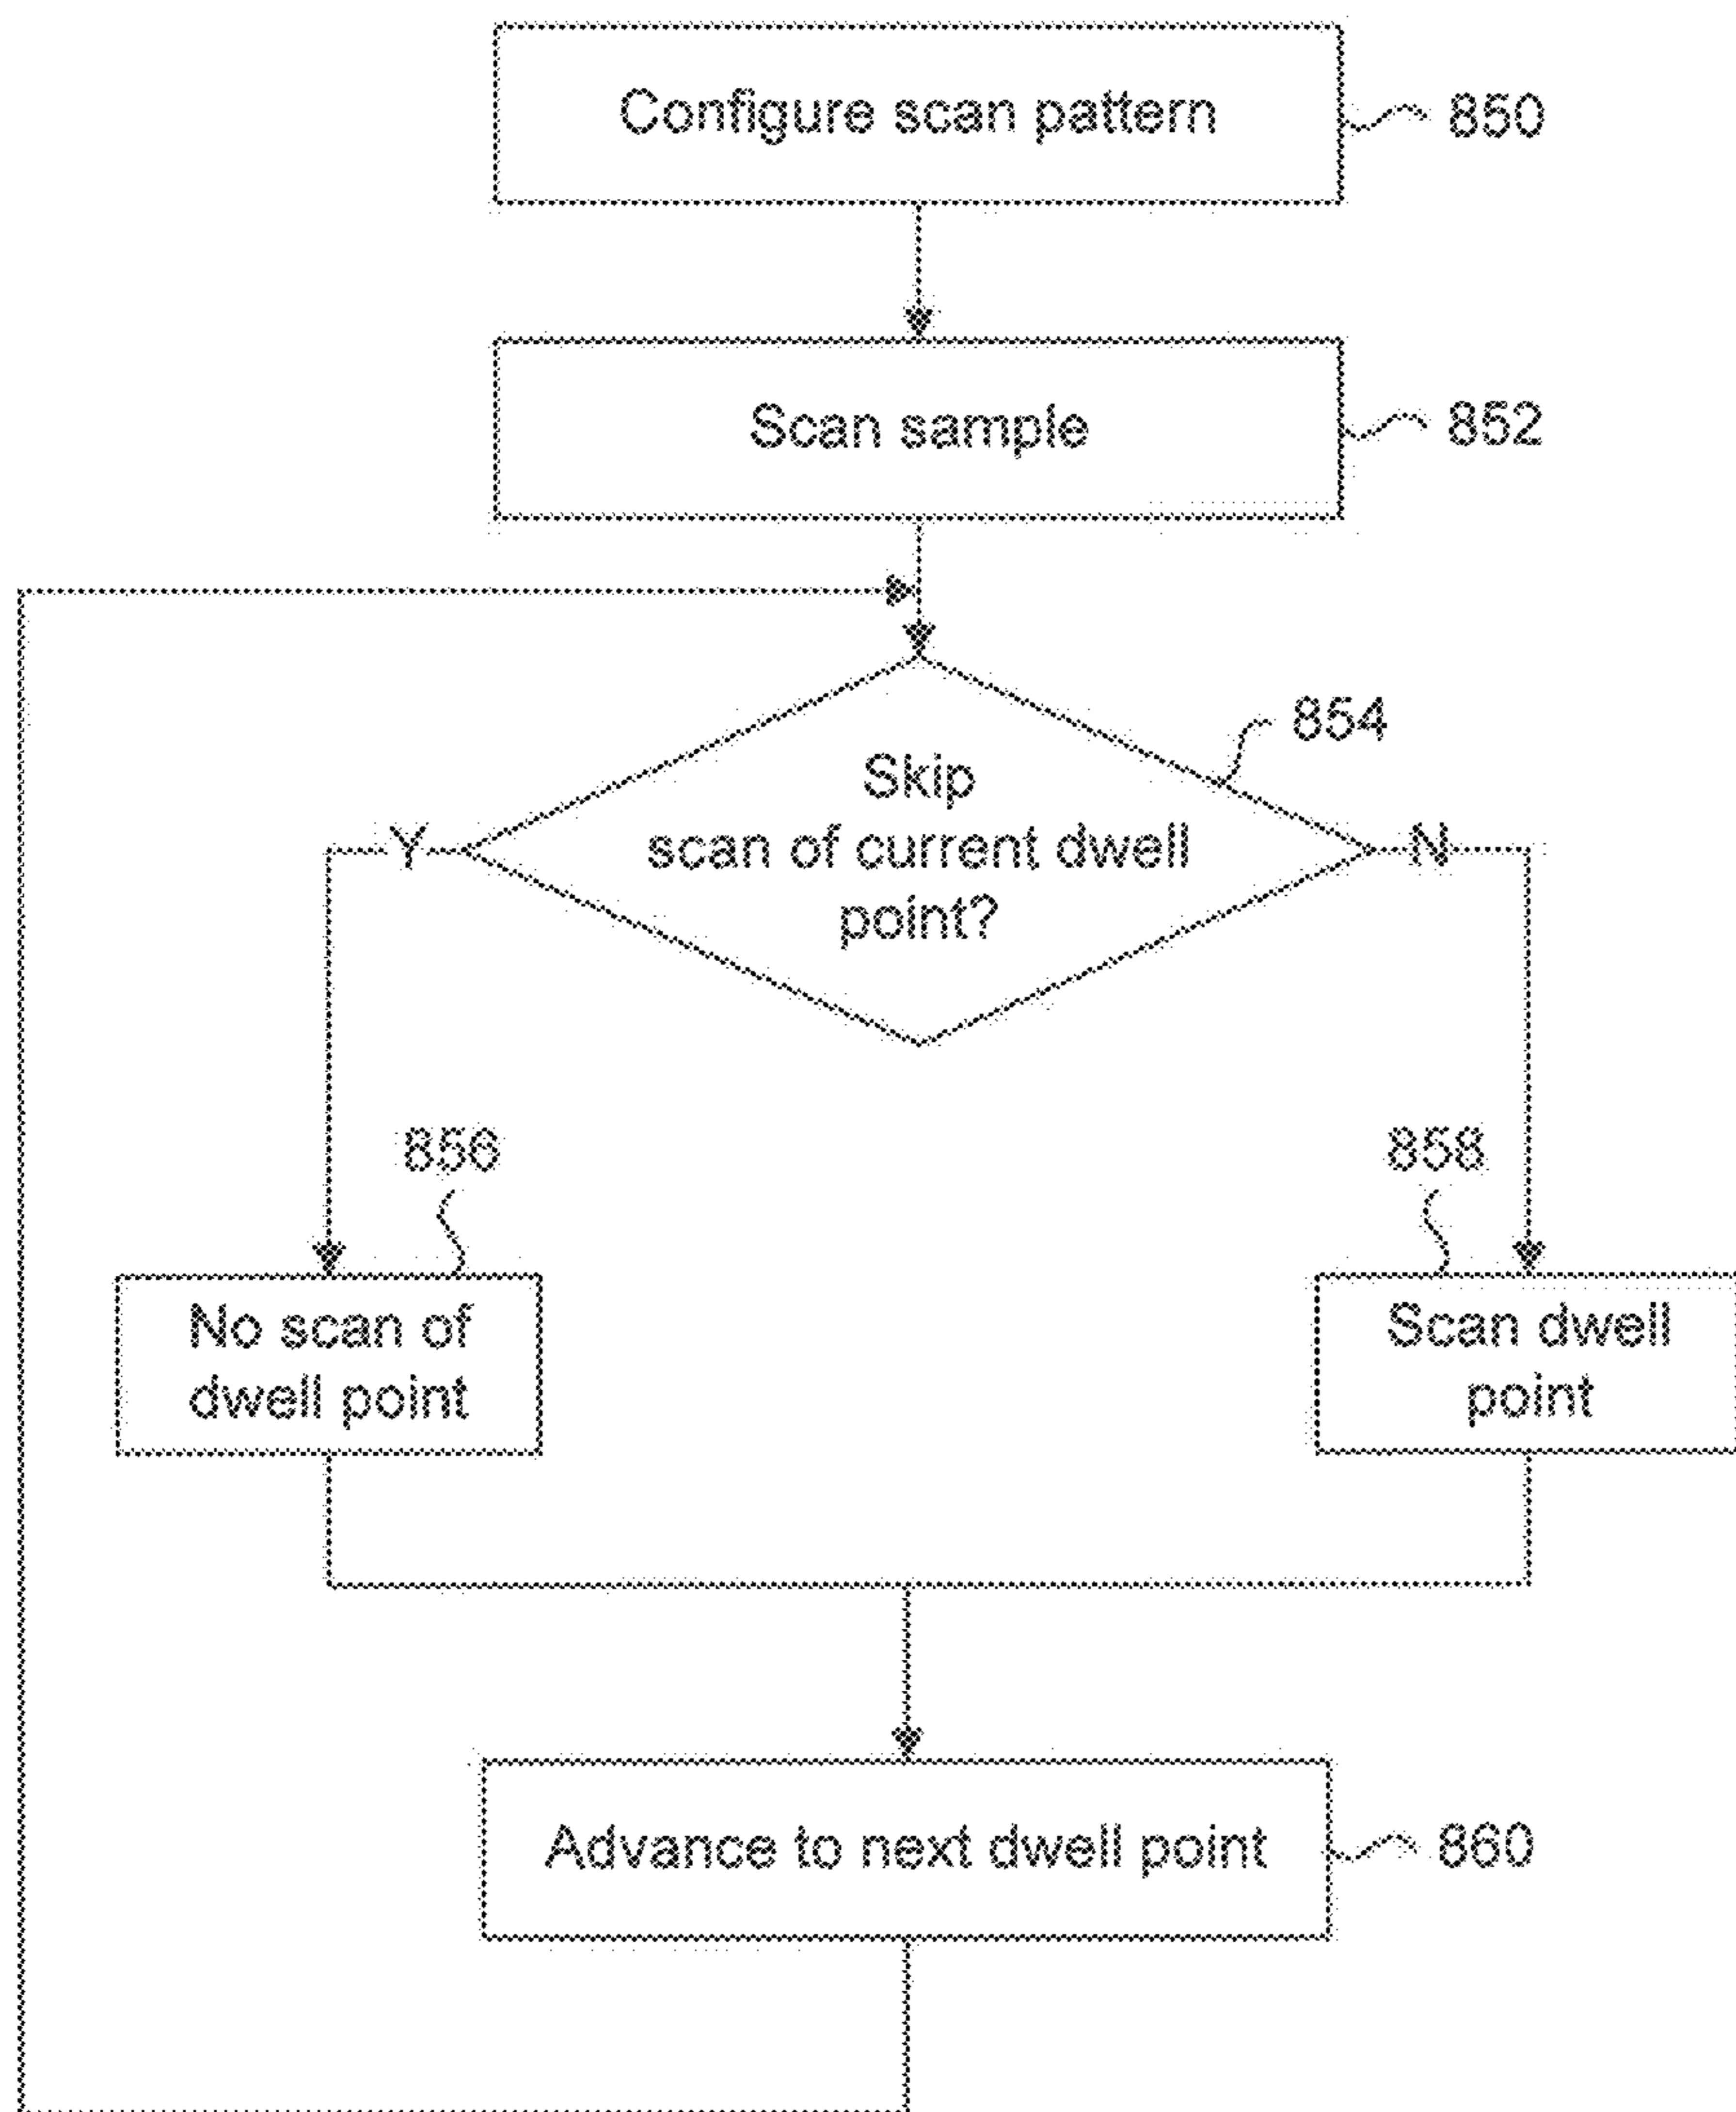 Configure scan pattern
850
Scan sample
852
854
Skip
scan of current dwell
point?
Y
N
856
858
No scan of
dwell point
Scan dwell
point
Advance to next dwell point
860